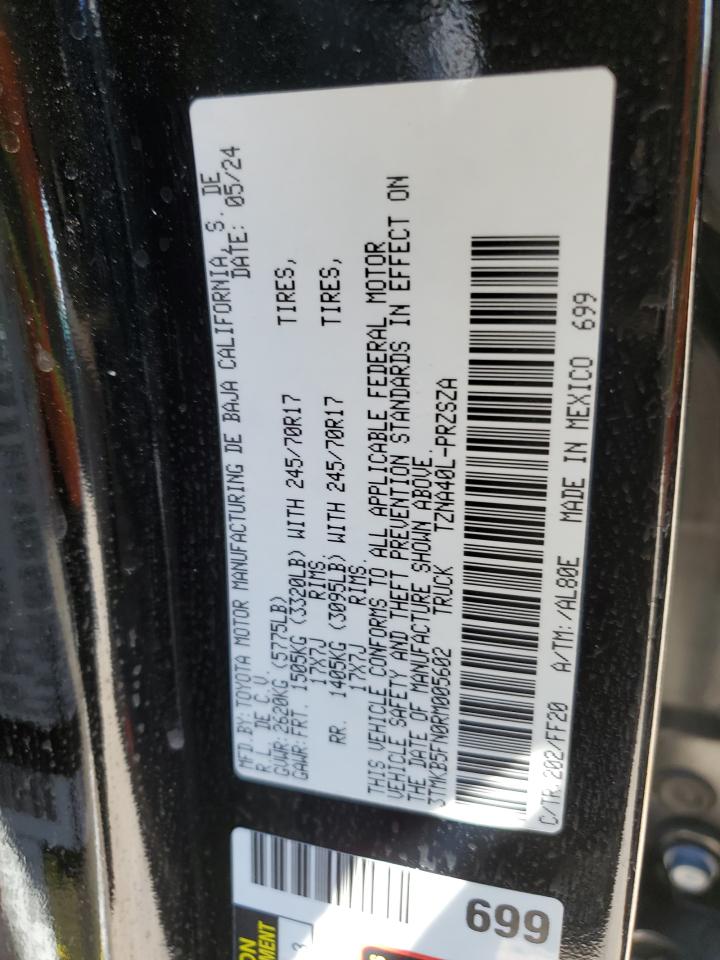 MFD.BY:TOYOTA MOTOR MANUFACTURING DE BAJA CALIFORNIA,S. DE
R.L. DE C.V. DATE: 05/24
GVWR:2620KG (5775LB)
GAWR:FRT. 1505KG (3320LB) WITH 245/70R17 TIRES,
17X7J RIMS
RR. 1405KG (3095LB) WITH 245/70R17 TIRES,
17X7J RIMS.
THIS VEHICLE CONFORMS TO ALL APPLICABLE FEDERAL MOTOR
VEHICLE SAFETY AND THEFT PREVENTION STANDARDS IN EFFECT ON
THE DATE OF MANUFACTURE SHOWN ABOVE.
3TMKB5FN0RM005602 TRUCK TZNA40L-PRZSZA
C/TR:202/FF20 A/TM:/AL80E MADE IN MEXICO 699
699
3